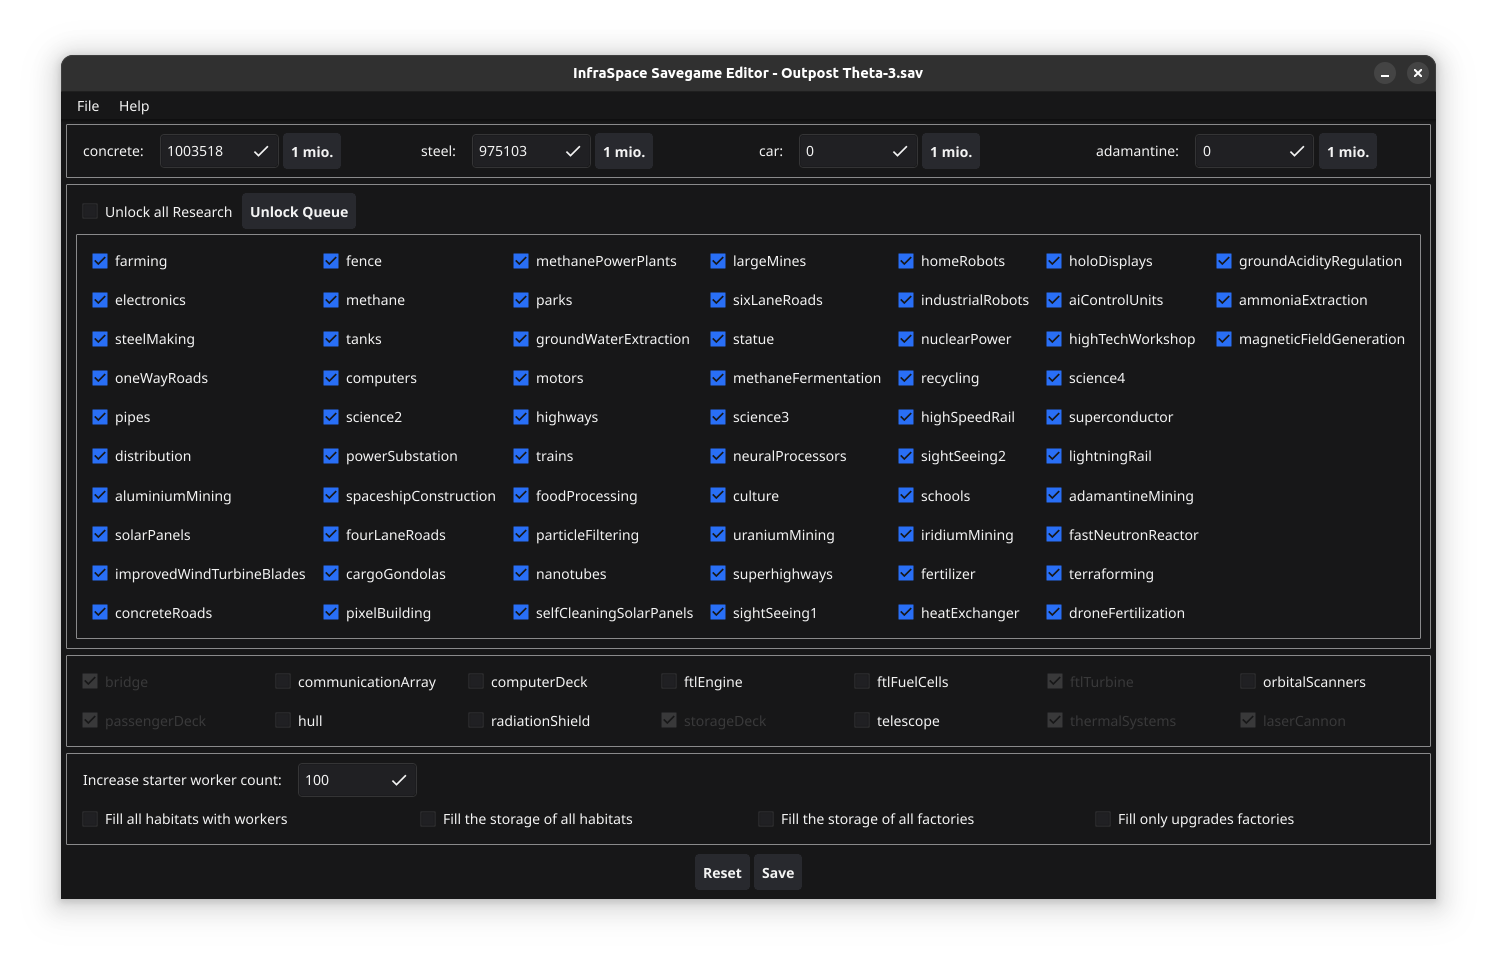 InfraSpace Savegame Editor - Outpost Theta-3.sav
File Help
concrete: 1003518 1 mio. steel: 975103 1 mio. car: 0 1 mio. adamantine: 0 1 mio.
Unlock all Research Unlock Queue
farming fence methanePowerPlants largeMines homeRobots holoDisplays groundAcidityRegulation
electronics methane parks sixLaneRoads industrialRobots aiControlUnits ammoniaExtraction
steelMaking tanks groundWaterExtraction statue nuclearPower highTechWorkshop magneticFieldGeneration
oneWayRoads computers motors methaneFermentation recycling science4
pipes science2 highways science3 highSpeedRail superconductor
distribution powerSubstation trains neuralProcessors sightSeeing2 lightningRail
aluminiumMining spaceshipConstruction foodProcessing culture schools adamantineMining
solarPanels fourLaneRoads particleFiltering uraniumMining iridiumMining fastNeutronReactor
improvedWindTurbineBlades cargoGondolas nanotubes superhighways fertilizer terraforming
concreteRoads pixelBuilding selfCleaningSolarPanels sightSeeing1 heatExchanger droneFertilization
bridge communicationArray computerDeck ftlEngine ftlFuelCells ftlTurbine orbitalScanners
passengerDeck hull radiationShield storageDeck telescope thermalSystems laserCannon
Increase starter worker count: 100
Fill all habitats with workers Fill the storage of all habitats Fill the storage of all factories Fill only upgrades factories
Reset Save